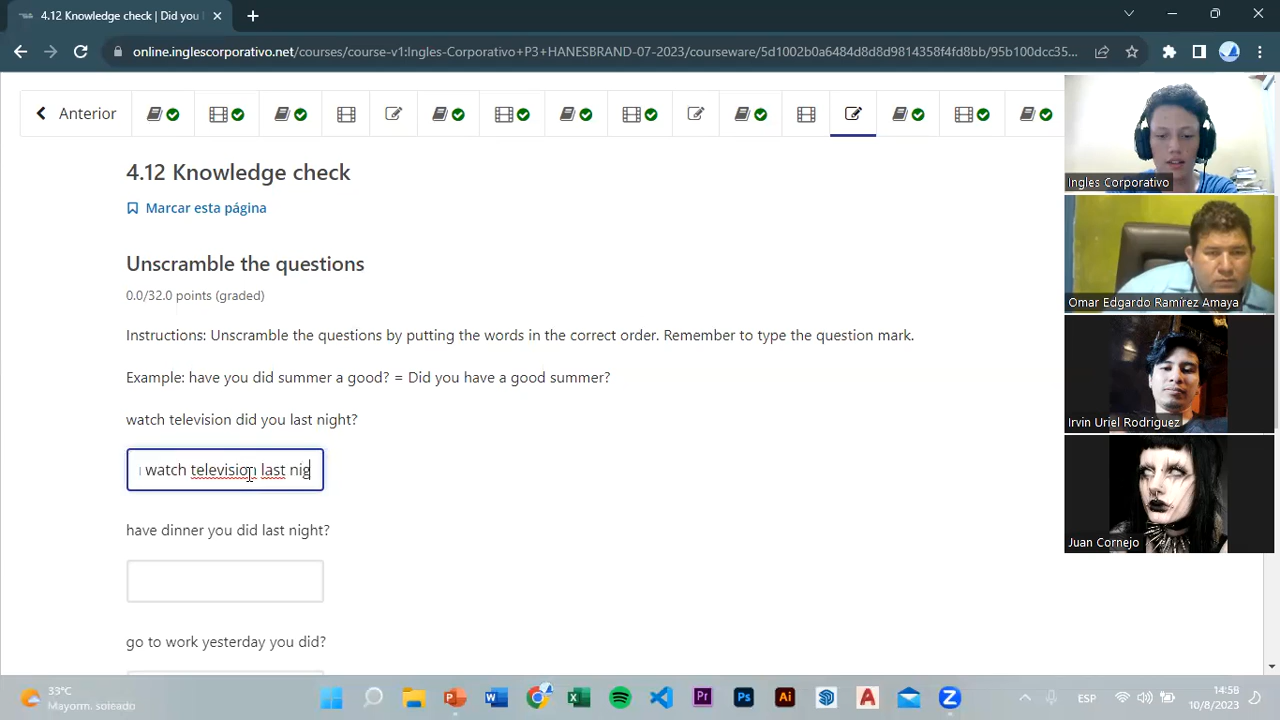 4.12 Knowledge check | Did you
online.inglescorporativo.net/courses/course-v1:Ingles-Corporativo+P3+HANESBRAND-07-2023/courseware/5d1002b0a6484d8d8d9814358f4fd8bb/95b100dcc35...
Anterior
4.12 Knowledge check
Marcar esta página
Unscramble the questions
0.0/32.0 points (graded)
Instructions: Unscramble the questions by putting the words in the correct order. Remember to type the question mark.
Example: have you did summer a good? = Did you have a good summer?
watch television did you last night?
watch television last nig
have dinner you did last night?
go to work yesterday you did?
Ingles Corporativo
Omar Edgardo Ramírez Amaya
Irvin Uriel Rodriguez
Juan Cornejo
33°C
Mayorm. soleado
ESP
14:58
10/8/2023